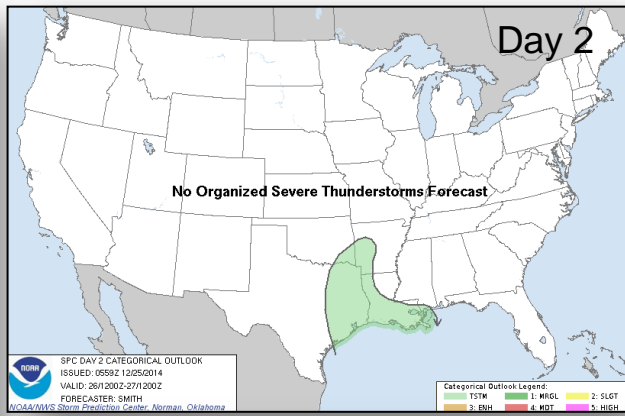 Day 2
No Organized Severe Thunderstorms Forecast
NOAA
SPC DAY 2 CATEGORICAL OUTLOOK
ISSUED: 0559Z 12/25/2014
VALID: 26/1200Z-27/1200Z
FORECASTER: SMITH
NOAA/NWS Storm Prediction Center, Norman, Oklahoma
Categorical Outlook Legend:
TSTM 1: MRGL 2: SLGT
3: ENH 4: MDT 5: HIGH